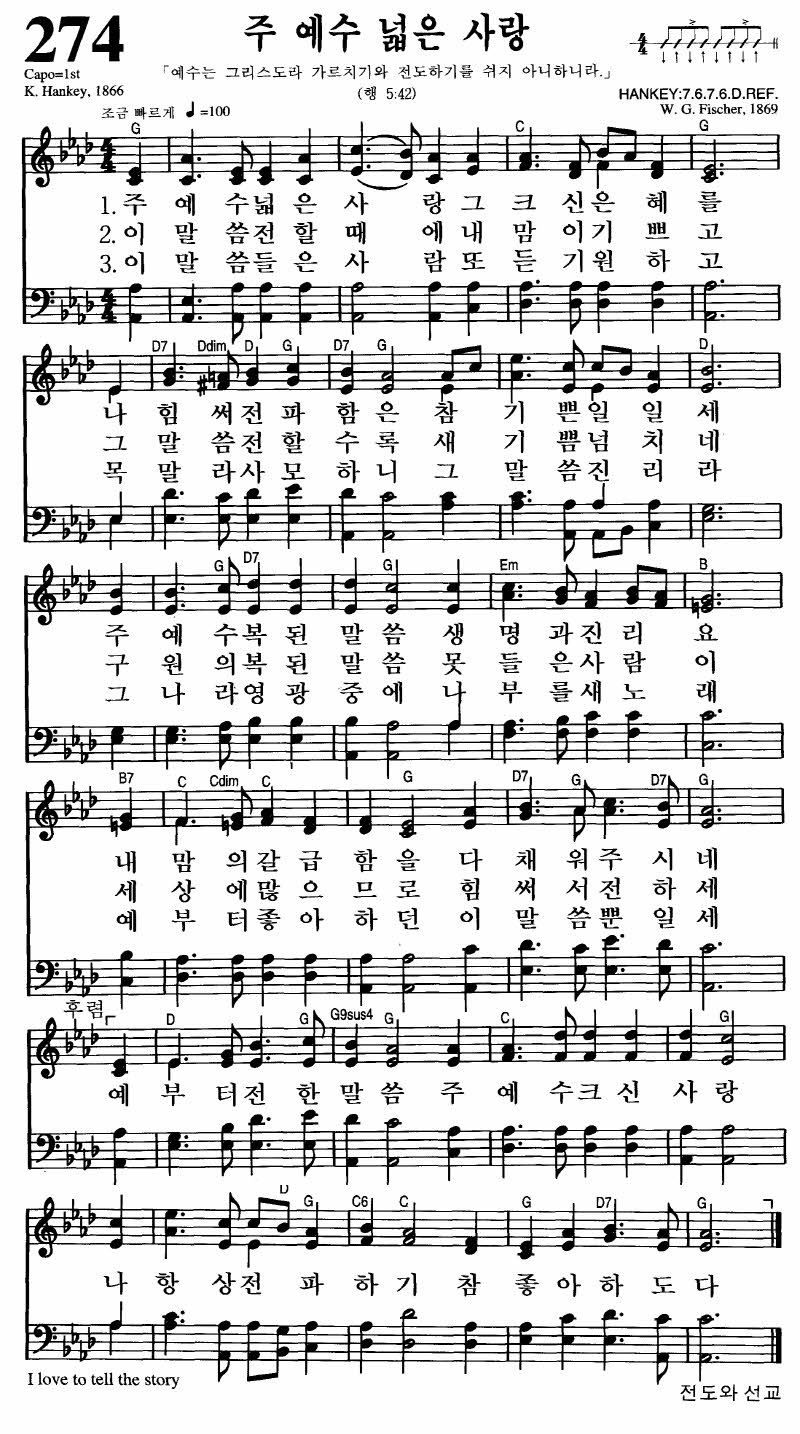 274
주 예수 넓은 사랑
Capo=1st
K. Hankey, 1866
「예수는 그리스도라 가르치기와 전도하기를 쉬지 아니하니라.」
(행 5:42)
HANKEY:7.6.7.6.D.REF.
W. G. Fischer, 1869
조금 빠르게 ♩=100
G C G
1. 주 예 수넓 은 사 랑 그 크 신은 혜 를
2. 이 말 씀전 할 때 에 내 맘 이기 쁘 고
3. 이 말 씀들 은 사 람 또 듣 기원 하 고
D7 Ddim D G D7 G D
나 힘 써전 파 함 은 참 기 쁜일 일 세
그 말 씀전 할 수 록 새 기 쁨넘 치 네
목 말 라사 모 하 니 그 말 씀진 리 라
G D7 G Em B
주 예 수복 된 말 씀 생 명 과진 리 요
구 원 의복 된 말 씀 못 들 은사 람 이
그 나 라영 광 중 에 나 부 를새 노 래
B7 C Cdim C G D7 G D7 G
내 맘 의갈 급 함 을 다 채 워주 시 네
세 상 에많 으 므 로 힘 써 서전 하 세
예 부 터좋 아 하 던 이 말 씀뿐 일 세
후렴
D G G9sus4 G C G
예 부 터전 한 말 씀 주 예 수크 신 사 랑
D G C6 C G D7 G
나 항 상전 파 하 기 참 좋 아하 도 다
I love to tell the story
전도와 선교